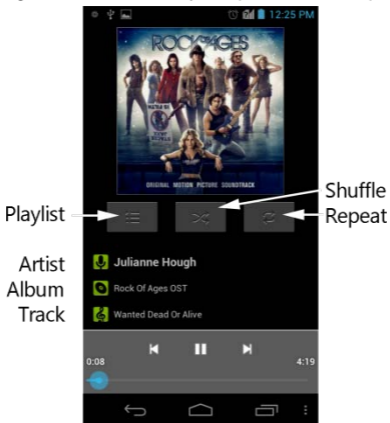 12:25 PM
ROCK OF AGES
ORIGINAL MOTION PICTURE SOUNDTRACK
Shuffle
Playlist
Repeat
Artist
Julianne Hough
Album
Rock Of Ages OST
Track
Wanted Dead Or Alive
0:08
4:19